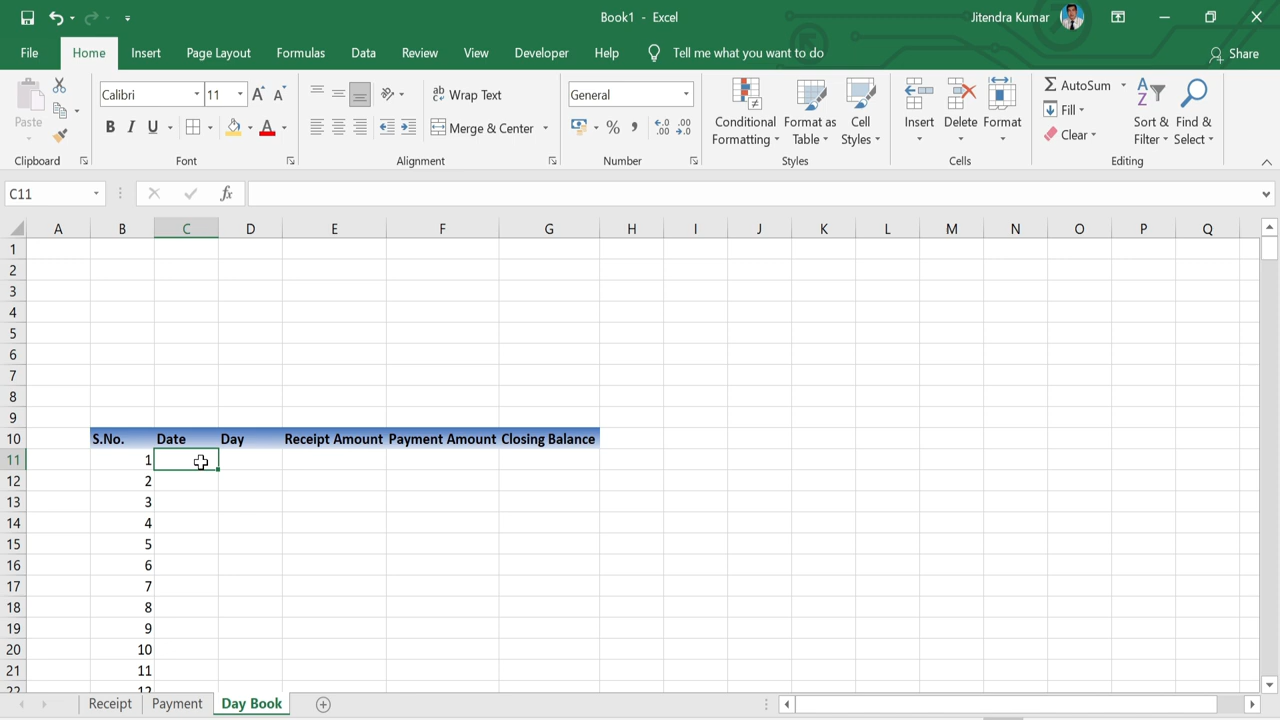 Book1 - Excel
Jitendra Kumar
File Home Insert Page Layout Formulas Data Review View Developer Help Tell me what you want to do Share
Paste
Calibri 11
B I U A
Wrap Text
Merge & Center
General
% ,
Conditional Formatting
Format as Table
Cell Styles
Insert Delete Format
AutoSum
Fill
Clear
Sort & Filter
Find & Select
Clipboard Font Alignment Number Styles Cells Editing
C11 fx
A B C D E F G H I J K L M N O P Q
1
2
3
4
5
6
7
8
9
10 S.No. Date Day Receipt Amount Payment Amount Closing Balance
11 1
12 2
13 3
14 4
15 5
16 6
17 7
18 8
19 9
20 10
21 11
22 12
Receipt Payment Day Book